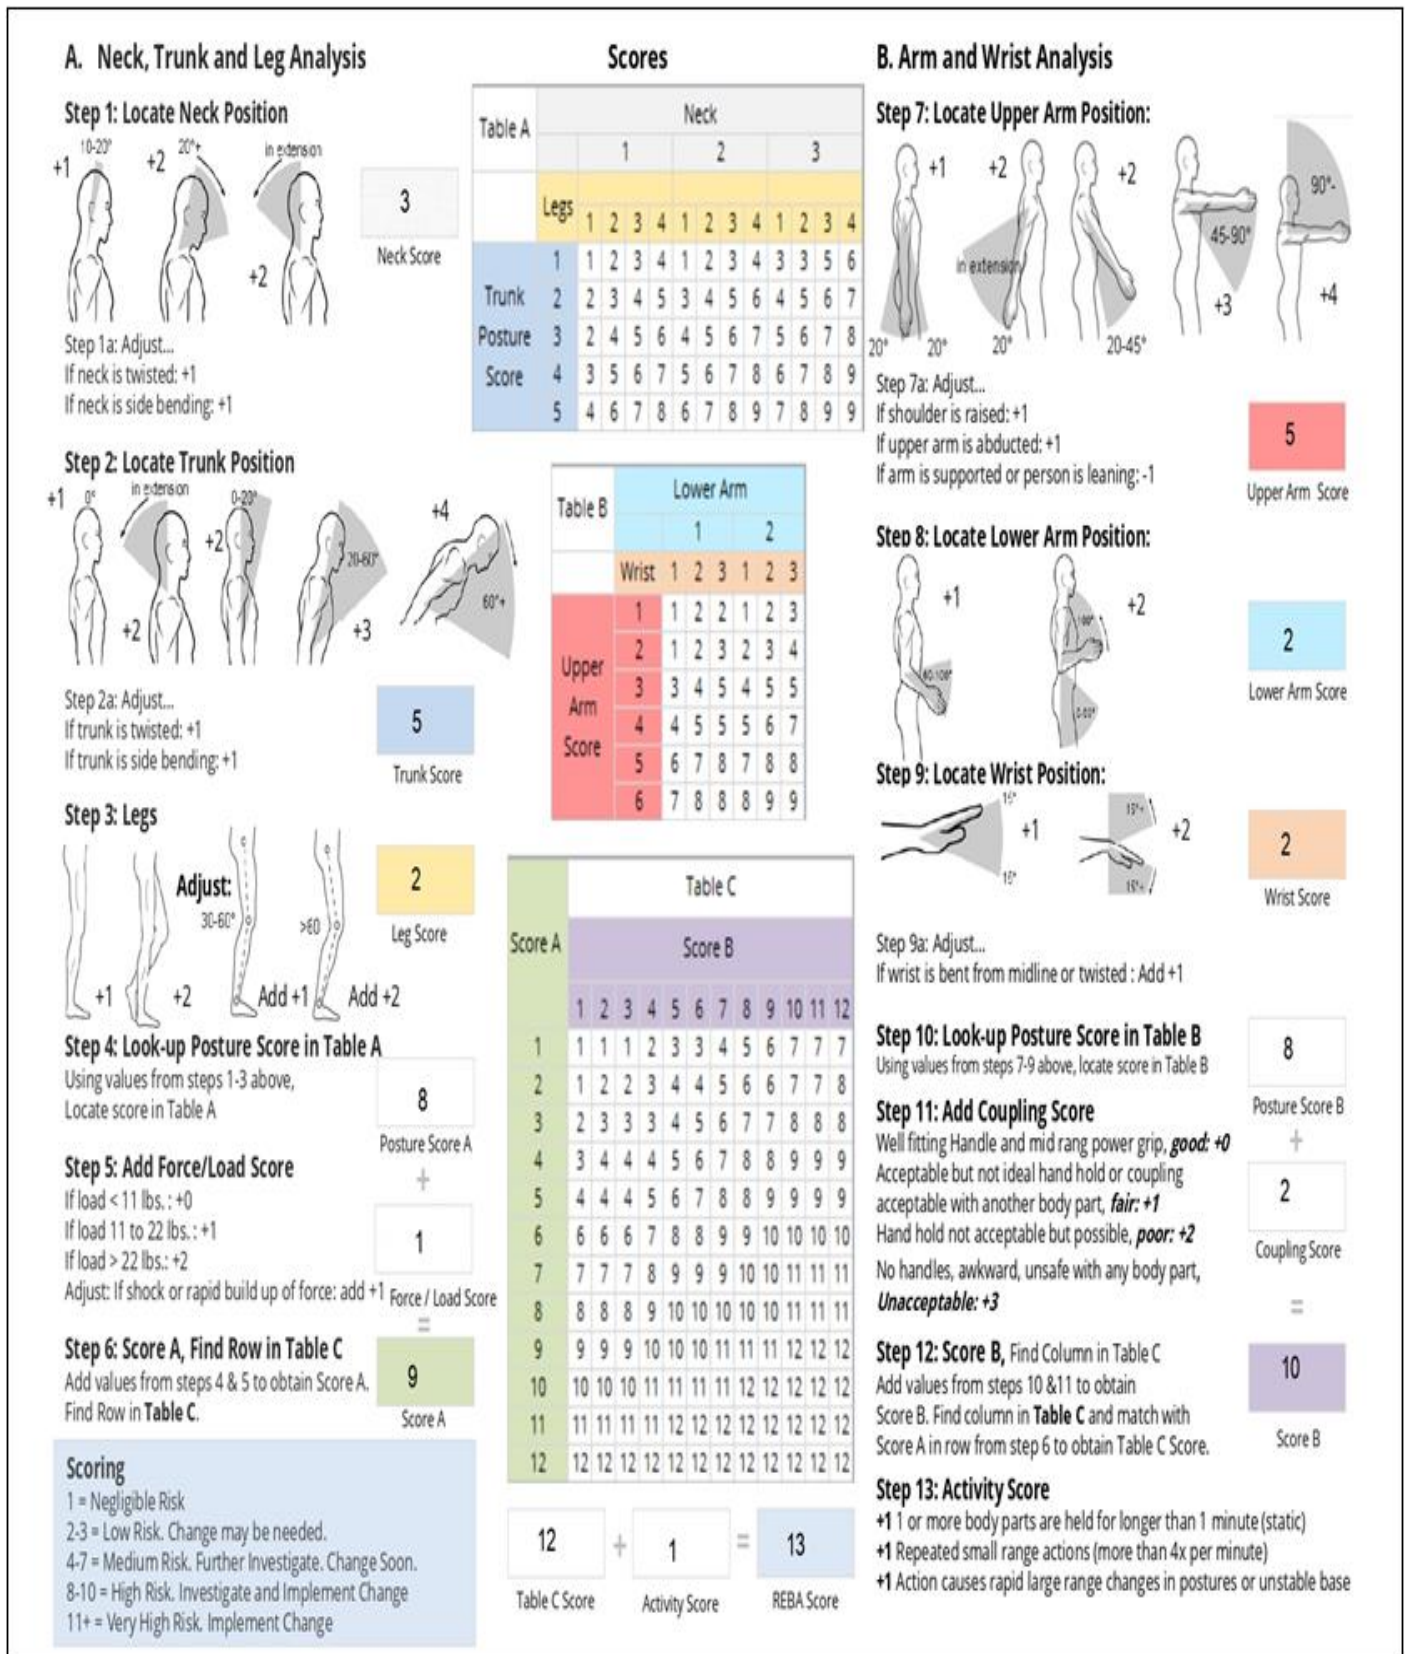 A. Neck, Trunk and Leg Analysis
Step 1: Locate Neck Position
+1
10-20°
+2
20°+
in extension
+2
3
Neck Score
Step 1a: Adjust...
If neck is twisted: +1
If neck is side bending: +1
Step 2: Locate Trunk Position
+1
0°
in extension
+2
0-20°
+2
20-60°
+3
+4
60°+
Step 2a: Adjust...
If trunk is twisted: +1
If trunk is side bending: +1
5
Trunk Score
Step 3: Legs
Adjust:
30-60°
>60
+1
+2
Add +1
Add +2
2
Leg Score
Step 4: Look-up Posture Score in Table A
Using values from steps 1-3 above,
Locate score in Table A
8
Posture Score A
+
Step 5: Add Force/Load Score
If load < 11 lbs. : +0
If load 11 to 22 lbs. : +1
If load > 22 lbs.: +2
Adjust: If shock or rapid build up of force: add +1
1
Force / Load Score
=
Step 6: Score A, Find Row in Table C
Add values from steps 4 & 5 to obtain Score A.
Find Row in Table C.
9
Score A
Scoring
1 = Negligible Risk
2-3 = Low Risk. Change may be needed.
4-7 = Medium Risk. Further Investigate. Change Soon.
8-10 = High Risk. Investigate and Implement Change
11+ = Very High Risk. Implement Change
Scores
Table A
Neck
1 2 3
Legs
1 2 3 4 1 2 3 4 1 2 3 4
Trunk Posture Score
1 1 2 3 4 1 2 3 4 3 3 5 6
2 2 3 4 5 3 4 5 6 4 5 6 7
3 2 4 5 6 4 5 6 7 5 6 7 8
4 3 5 6 7 5 6 7 8 6 7 8 9
5 4 6 7 8 6 7 8 9 7 8 9 9
Table B
Lower Arm
1 2
Wrist 1 2 3 1 2 3
Upper Arm Score
1 1 2 2 1 2 3
2 1 2 3 2 3 4
3 3 4 5 4 5 5
4 4 5 5 5 6 7
5 6 7 8 7 8 8
6 7 8 8 8 9 9
Table C
Score A
Score B
1 2 3 4 5 6 7 8 9 10 11 12
1 1 1 1 2 3 3 4 5 6 7 7 7
2 1 2 2 3 4 4 5 6 6 7 7 8
3 2 3 3 3 4 5 6 7 7 8 8 8
4 3 4 4 4 5 6 7 8 8 9 9 9
5 4 4 4 5 6 7 8 8 9 9 9 9
6 6 6 6 7 8 8 9 9 10 10 10 10
7 7 7 7 8 9 9 9 10 10 11 11 11
8 8 8 8 9 10 10 10 10 10 11 11 11
9 9 9 9 10 10 10 11 11 11 12 12 12
10 10 10 10 11 11 11 11 12 12 12 12 12
11 11 11 11 11 12 12 12 12 12 12 12 12
12 12 12 12 12 12 12 12 12 12 12 12 12
12 + 1 = 13
Table C Score
Activity Score
REBA Score
B. Arm and Wrist Analysis
Step 7: Locate Upper Arm Position:
+1
20° 20°
+2
in extension
20°
+2
20-45°
45-90°
+3
90°-
+4
Step 7a: Adjust...
If shoulder is raised: +1
If upper arm is abducted: +1
If arm is supported or person is leaning: -1
5
Upper Arm Score
Step 8: Locate Lower Arm Position:
+1
+2
2
Lower Arm Score
Step 9: Locate Wrist Position:
15°
15°
+1
15°+
15°+
+2
2
Wrist Score
Step 9a: Adjust...
If wrist is bent from midline or twisted : Add +1
Step 10: Look-up Posture Score in Table B
Using values from steps 7-9 above, locate score in Table B
8
Posture Score B
+
Step 11: Add Coupling Score
Well fitting Handle and mid rang power grip, good: +0
Acceptable but not ideal hand hold or coupling
acceptable with another body part, fair: +1
Hand hold not acceptable but possible, poor: +2
No handles, awkward, unsafe with any body part,
Unacceptable: +3
2
Coupling Score
=
Step 12: Score B, Find Column in Table C
Add values from steps 10 &11 to obtain
Score B. Find column in Table C and match with
Score A in row from step 6 to obtain Table C Score.
10
Score B
Step 13: Activity Score
+1 1 or more body parts are held for longer than 1 minute (static)
+1 Repeated small range actions (more than 4x per minute)
+1 Action causes rapid large range changes in postures or unstable base